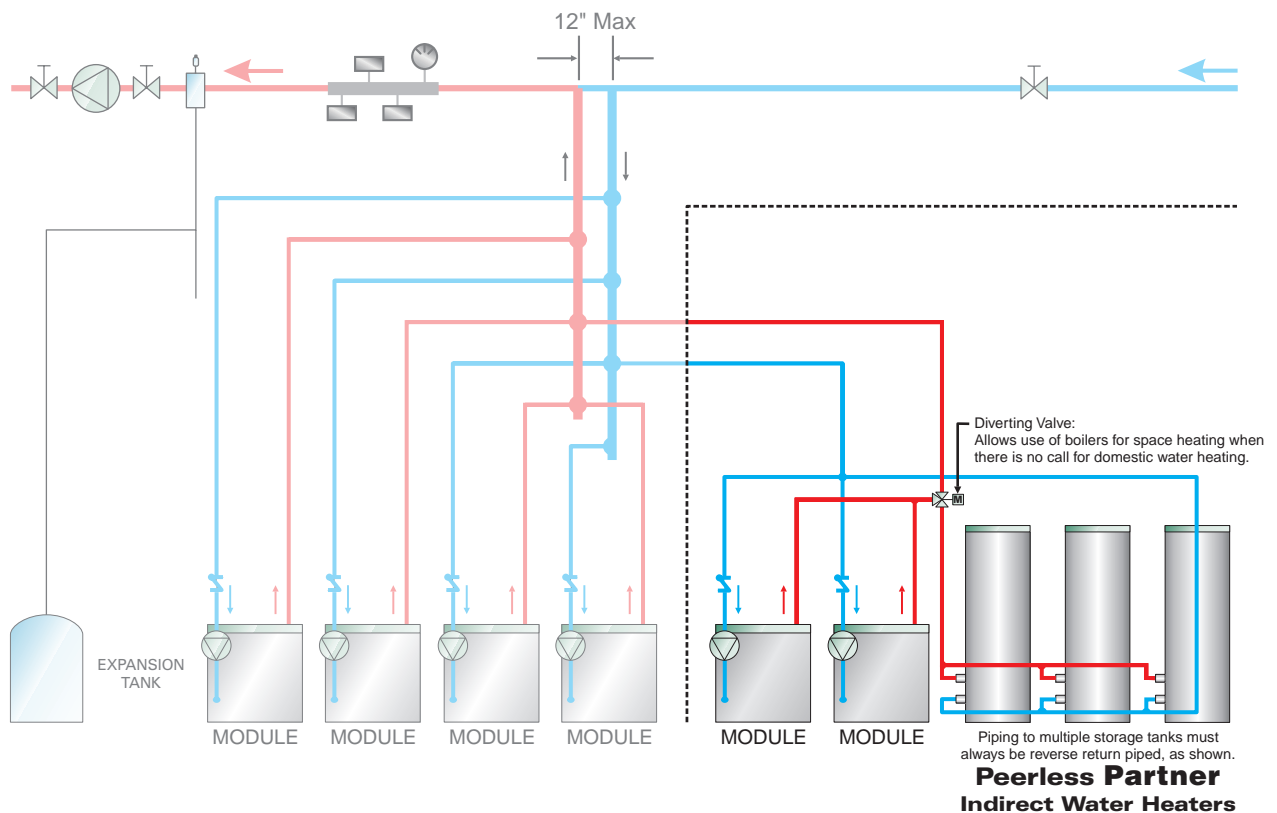 12" Max
Diverting Valve:
Allows use of boilers for space heating when
there is no call for domestic water heating.
M
EXPANSION
TANK
MODULE
MODULE
MODULE
MODULE
MODULE
MODULE
Piping to multiple storage tanks must
always be reverse return piped, as shown.
Peerless Partner
Indirect Water Heaters